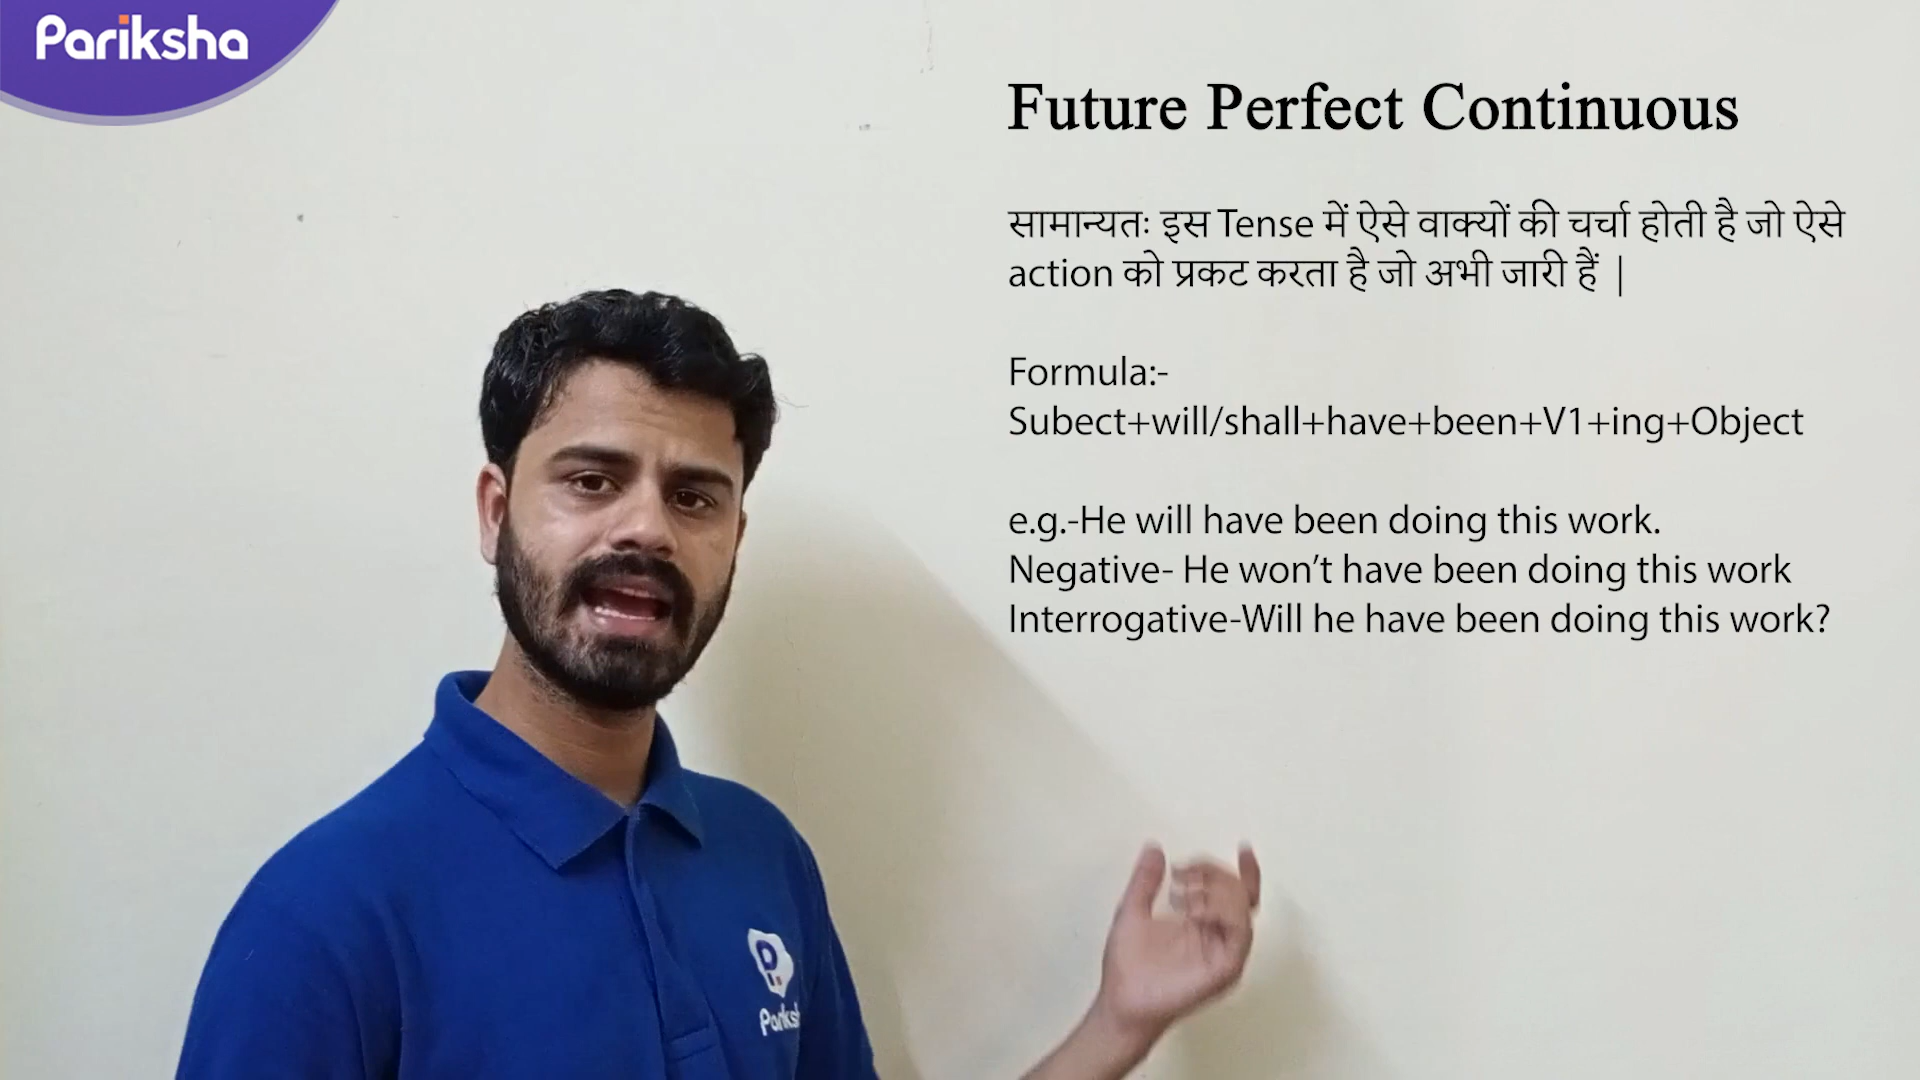 Pariksha
Future Perfect Continuous
सामान्यतः इस Tense में ऐसे वाक्यों की चर्चा होती है जो ऐसे
action को प्रकट करता है जो अभी जारी हैं |
Formula:-
Subect+will/shall+have+been+V1+ing+Object
e.g.-He will have been doing this work.
Negative- He won’t have been doing this work
Interrogative-Will he have been doing this work?
P.
Pariksh